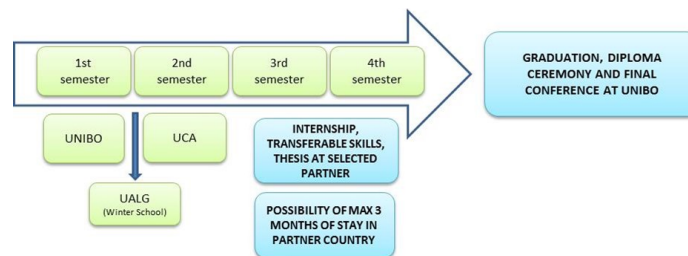 1st
semester
2nd
semester
3rd
semester
4th
semester
GRADUATION, DIPLOMA
CEREMONY AND FINAL
CONFERENCE AT UNIBO
UNIBO
UCA
UALG
(Winter School)
INTERNSHIP,
TRANSFERABLE SKILLS,
THESIS AT SELECTED
PARTNER
POSSIBILITY OF MAX 3
MONTHS OF STAY IN
PARTNER COUNTRY